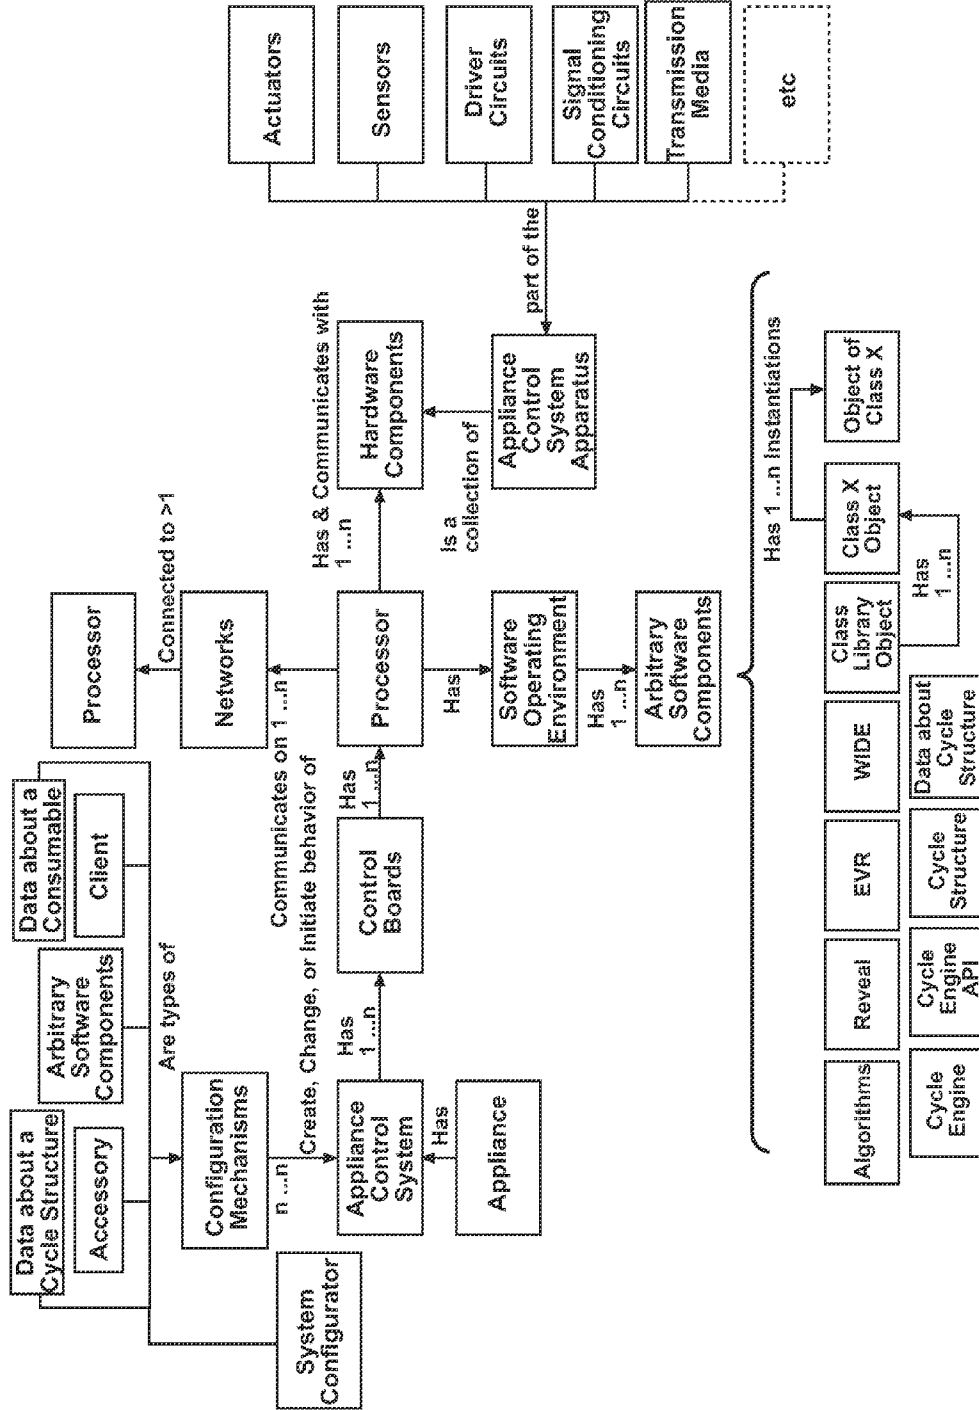 Data about a
Cycle Structure
Accessory
Arbitrary
Software
Components
Data about a
Consumable
Client
Are types of
System
Configurator
Configuration
Mechanisms
n ...n
Create, Change, or Initiate behavior of
Appliance
Control
System
Has
Appliance
Has
1 ...n
Control
Boards
Has
1 ...n
Processor
Communicates on 1 ...n
Networks
Connected to >1
Processor
Has & Communicates with
1 ...n
Hardware
Components
Is a
collection of
Appliance
Control
System
Apparatus
part of the
Actuators
Sensors
Driver
Circuits
Signal
Conditioning
Circuits
Transmission
Media
etc
Has
Software
Operating
Environment
Has
1 ...n
Arbitrary
Software
Components
Has 1 ...n Instantiations
Algorithms
Reveal
EVR
WIDE
Class
Library
Object
Class X
Object
Object of
Class X
Has
1 ...n
Cycle
Engine
Cycle
Engine
API
Cycle
Structure
Data about
Cycle
Structure